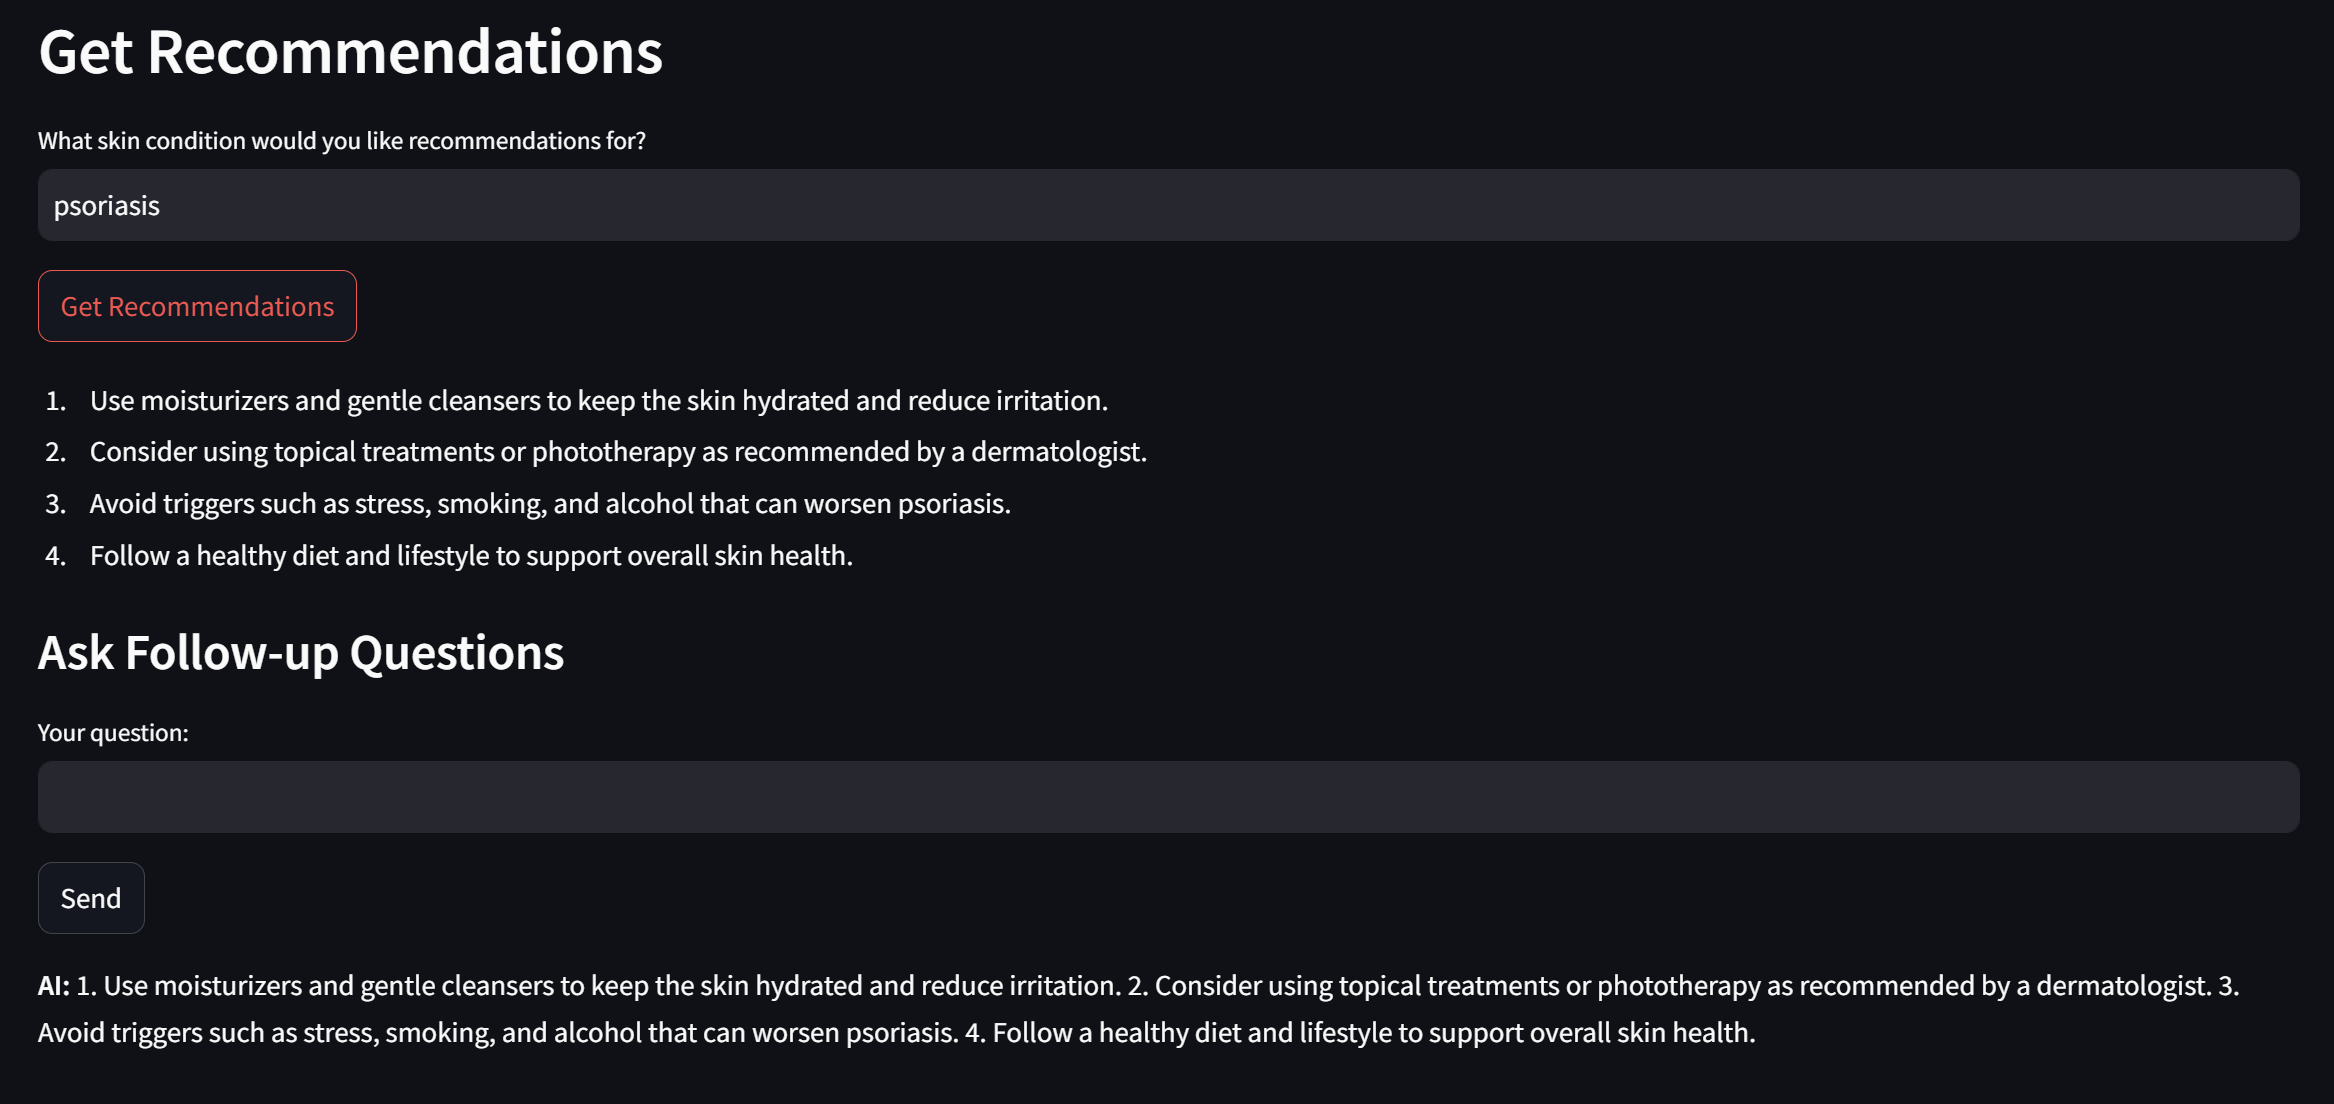 Get Recommendations
What skin condition would you like recommendations for?
psoriasis
Get Recommendations
1. Use moisturizers and gentle cleansers to keep the skin hydrated and reduce irritation.
2. Consider using topical treatments or phototherapy as recommended by a dermatologist.
3. Avoid triggers such as stress, smoking, and alcohol that can worsen psoriasis.
4. Follow a healthy diet and lifestyle to support overall skin health.
Ask Follow-up Questions
Your question:
Send
AI: 1. Use moisturizers and gentle cleansers to keep the skin hydrated and reduce irritation. 2. Consider using topical treatments or phototherapy as recommended by a dermatologist. 3.
Avoid triggers such as stress, smoking, and alcohol that can worsen psoriasis. 4. Follow a healthy diet and lifestyle to support overall skin health.